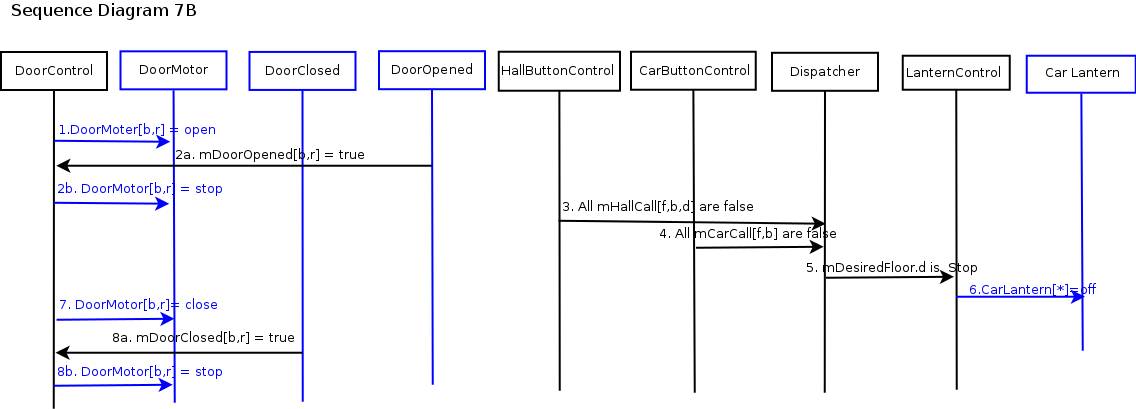 Sequence Diagram 7B
DoorControl
DoorMotor
DoorClosed
DoorOpened
HallButtonControl
CarButtonControl
Dispatcher
LanternControl
Car Lantern
1.DoorMoter[b,r] = open
2a. mDoorOpened[b,r] = true
2b. DoorMotor[b,r] = stop
3. All mHallCall[f,b,d] are false
4. All mCarCall[f,b] are false
5. mDesiredFloor.d is Stop
6.CarLantern[*]=off
7. DoorMotor[b,r]= close
8a. mDoorClosed[b,r] = true
8b. DoorMotor[b,r] = stop